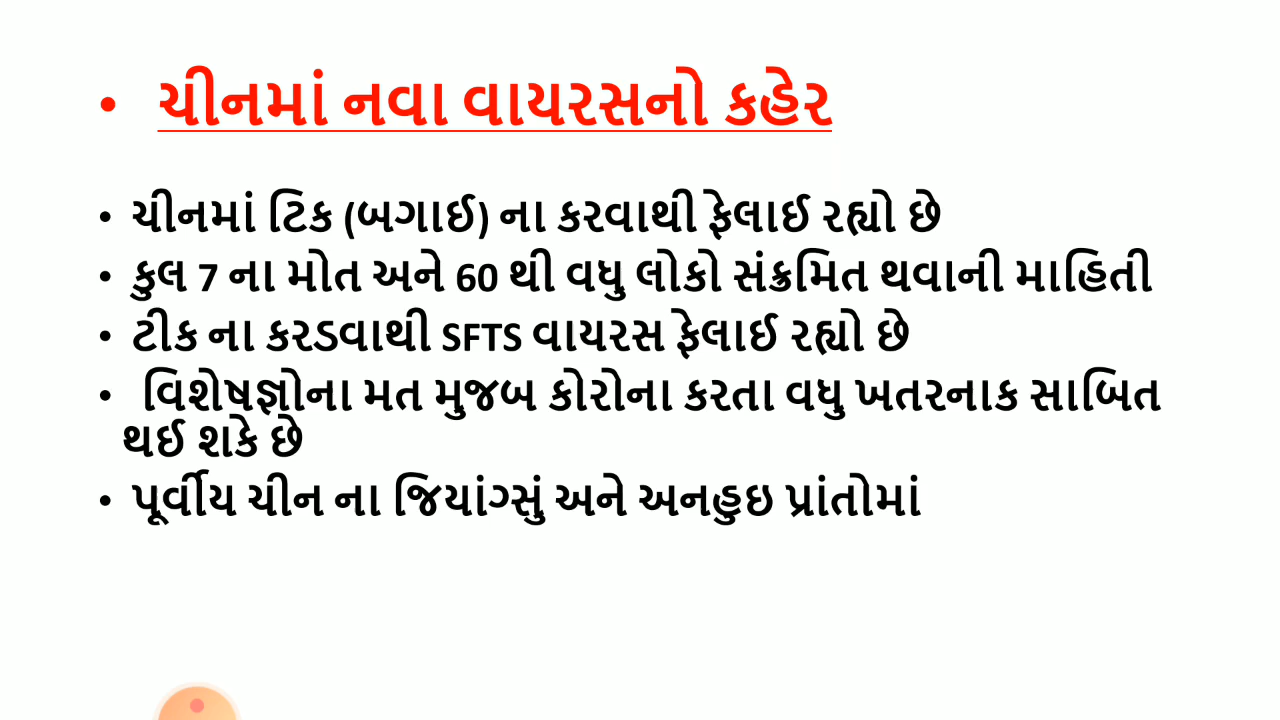 • ચીનમાં નવા વાયરસનો કહેર
• ચીનમાં ટિક (બગાઈ) ના કરવાથી ફેલાઈ રહ્યો છે
• કુલ 7 ના મોત અને 60 થી વધુ લોકો સંક્રમિત થવાની માહિતી
• ટીક ના કરડવાથી SFTS વાયરસ ફેલાઈ રહ્યો છે
• વિશેષજ્ઞોના મત મુજબ કોરોના કરતા વધુ ખતરનાક સાબિત
થઈ શકે છે
• પૂર્વીય ચીન ના જિયાંગ્સું અને અનહુઇ પ્રાંતોમાં